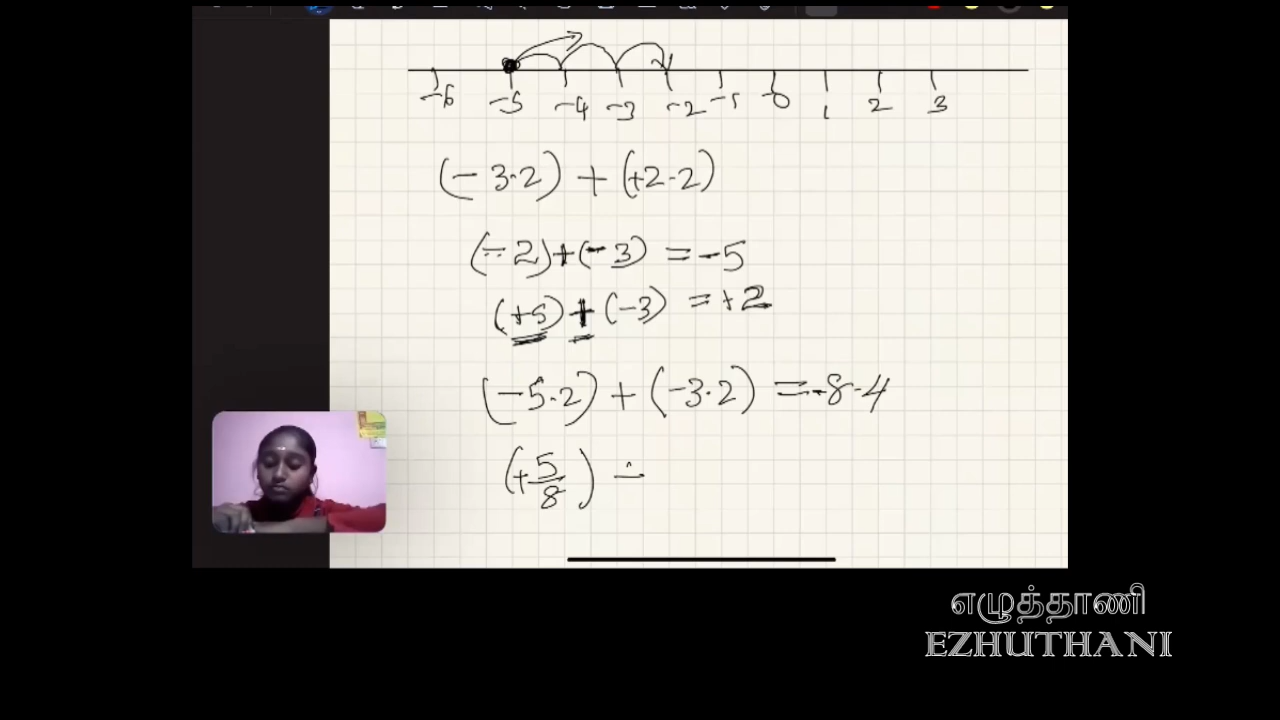 -6 -5 -4 -3 -2 -1 0 1 2 3
(-3.2) + (+2.2)
(-2)+(-3) = -5
(+5) + (-3) = +2
(-5.2) + (-3.2) = -8.4
(+5/8) ÷
எழுத்தாணி
EZHUTHANI